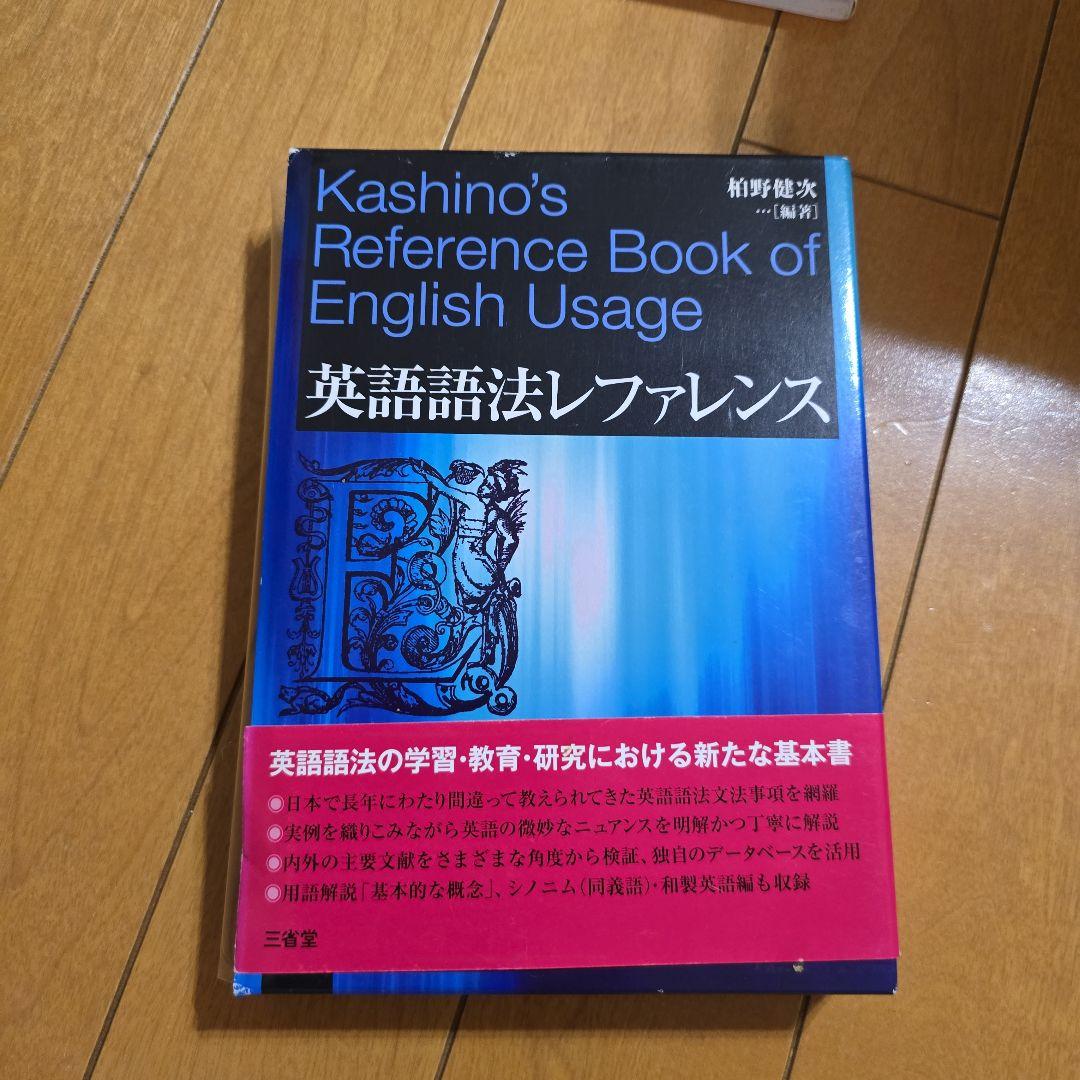 Kashino's
Reference Book of
English Usage
柏野健次
…[編著]
英語語法レファレンス
E
英語語法の学習・教育・研究における新たな基本書
◉日本で長年にわたり間違って教えられてきた英語語法文法事項を網羅
◉実例を織りこみながら英語の微妙なニュアンスを明解かつ丁寧に解説
◉内外の主要文献をさまざまな角度から検証、独自のデータベースを活用
◉用語解説「基本的な概念」、シノニム(同義語)・和製英語編も収録
三省堂